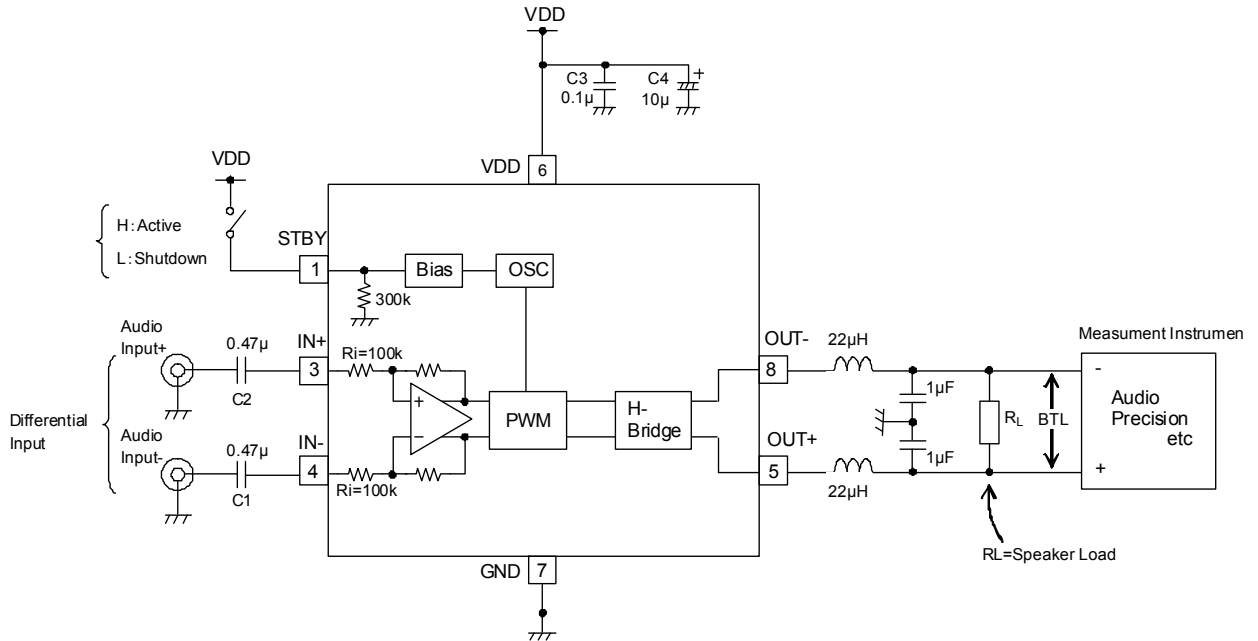 VDD
C3
0.1µ
C4
+
10µ
VDD
VDD
6
H : Active
L : Shutdown
STBY
1
Bias
OSC
300k
Audio
Input+
0.47µ
C2
IN+
3
Ri=100k
+
−
PWM
H-
Bridge
OUT-
8
22µH
1µF
1µF
RL
BTL
Measument Instrumen
-
Audio
Precision
etc
+
Differential
Input
Audio
Input-
0.47µ
C1
IN-
4
Ri=100k
OUT+
5
22µH
RL=Speaker Load
GND
7